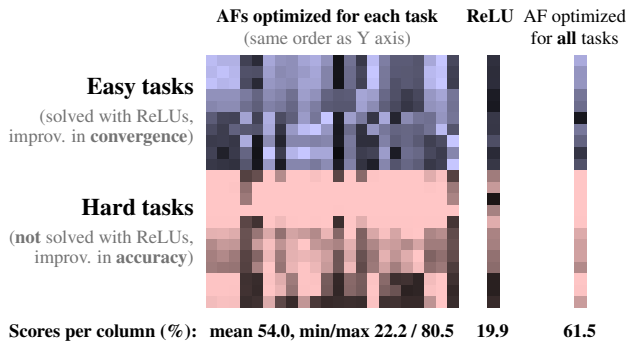 AFs optimized for each task
(same order as Y axis)
ReLU
AF optimized
for all tasks
Easy tasks
(solved with ReLUs,
improv. in convergence)
Hard tasks
(not solved with ReLUs,
improv. in accuracy)
Scores per column (%): mean 54.0, min/max 22.2 / 80.5 19.9 61.5